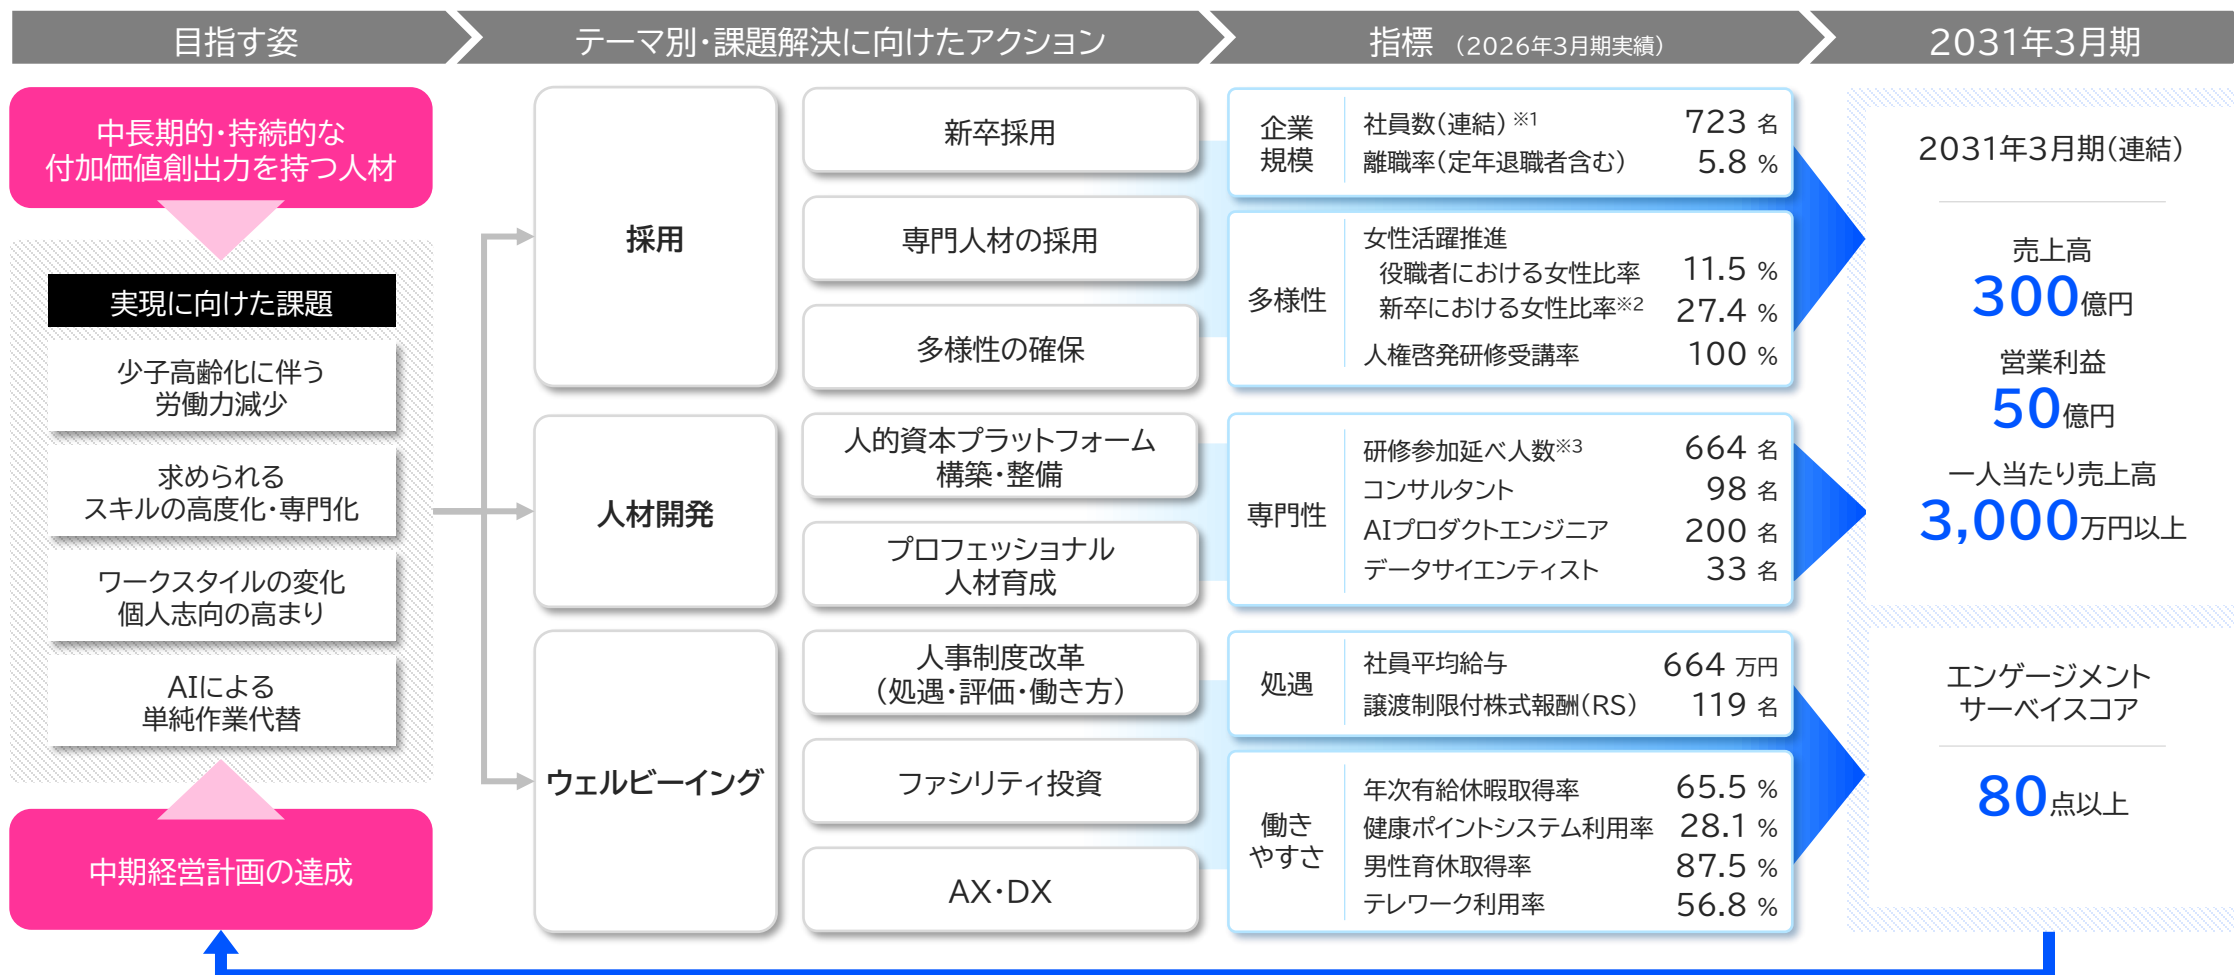 目指す姿
テーマ別・課題解決に向けたアクション
指標 （2026年3月期実績）
2031年3月期
中長期的・持続的な
付加価値創出力を持つ人材
実現に向けた課題
少子高齢化に伴う
労働力減少
求められる
スキルの高度化・専門化
ワークスタイルの変化
個人志向の高まり
AIによる
単純作業代替
中期経営計画の達成
採用
新卒採用
専門人材の採用
多様性の確保
人材開発
人的資本プラットフォーム
構築・整備
プロフェッショナル
人材育成
ウェルビーイング
人事制度改革
（処遇・評価・働き方）
ファシリティ投資
AX・DX
企業
規模
社員数（連結）※1 723 名
離職率（定年退職者含む） 5.8 %
多様性
女性活躍推進
役職者における女性比率 11.5 %
新卒における女性比率※2 27.4 %
人権啓発研修受講率 100 %
専門性
研修参加延べ人数※3 664 名
コンサルタント 98 名
AIプロダクトエンジニア 200 名
データサイエンティスト 33 名
処遇
社員平均給与 664 万円
譲渡制限付株式報酬（RS） 119 名
働き
やすさ
年次有給休暇取得率 65.5 %
健康ポイントシステム利用率 28.1 %
男性育休取得率 87.5 %
テレワーク利用率 56.8 %
2031年3月期（連結）
売上高
300億円
営業利益
50億円
一人当たり売上高
3,000万円以上
エンゲージメント
サーベイスコア
80点以上